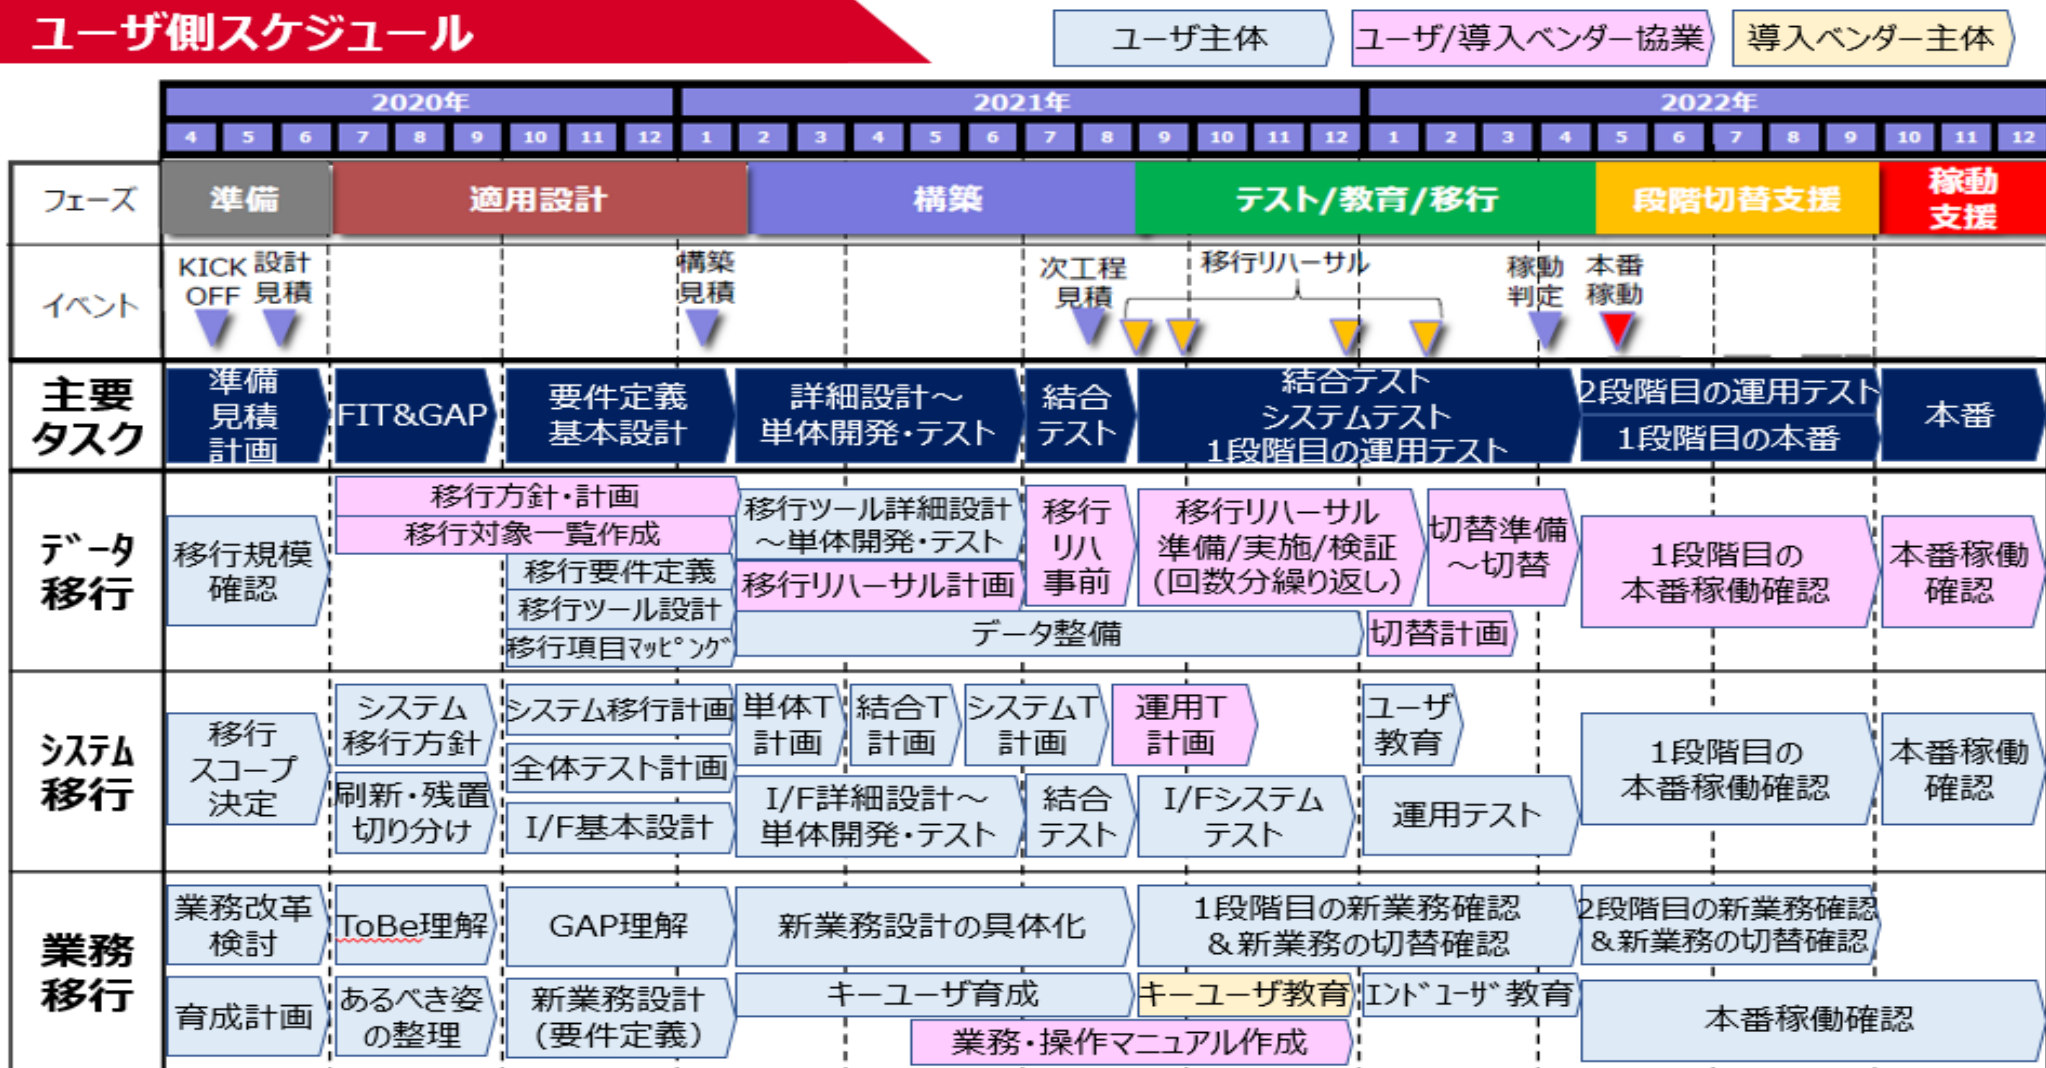 ユーザ側スケジュール
ユーザ主体
ユーザ/導入ベンダー協業
導入ベンダー主体
2020年
2021年
2022年
4 5 6 7 8 9 10 11 12 1 2 3 4 5 6 7 8 9 10 11 12 1 2 3 4 5 6 7 8 9 10 11 12
フェーズ
準備
適用設計
構築
テスト/教育/移行
段階切替支援
稼動
支援
イベント
KICK
OFF
設計
見積
構築
見積
次工程
見積
移行リハーサル
稼動
判定
本番
稼動
主要
タスク
準備
見積
計画
FIT&GAP
要件定義
基本設計
詳細設計～
単体開発・テスト
結合
テスト
結合テスト
システムテスト
1段階目の運用テスト
2段階目の運用テスト
1段階目の本番
本番
ﾃﾞｰﾀ
移行
移行規模
確認
移行方針・計画
移行対象一覧作成
移行要件定義
移行ツール設計
移行項目ﾏｯﾋﾟﾝｸﾞ
移行ツール詳細設計
～単体開発・テスト
移行リハーサル計画
データ整備
移行
リハ
事前
移行リハーサル
準備/実施/検証
(回数分繰り返し)
切替準備
～切替
切替計画
1段階目の
本番稼働確認
本番稼働
確認
ｼｽﾃﾑ
移行
移行
スコープ
決定
システム
移行方針
刷新・残置
切り分け
システム移行計画
全体テスト計画
I/F基本設計
単体T
計画
結合T
計画
システムT
計画
運用T
計画
I/F詳細設計～
単体開発・テスト
結合
テスト
I/Fシステム
テスト
ユーザ
教育
運用テスト
1段階目の
本番稼働確認
本番稼働
確認
業務
移行
業務改革
検討
育成計画
ToBe理解
あるべき姿
の整理
GAP理解
新業務設計
(要件定義)
新業務設計の具体化
キーユーザ育成
業務・操作マニュアル作成
1段階目の新業務確認
＆新業務の切替確認
キーユーザ教育
ｴﾝﾄﾞﾕｰｻﾞ教育
2段階目の新業務確認
＆新業務の切替確認
本番稼働確認